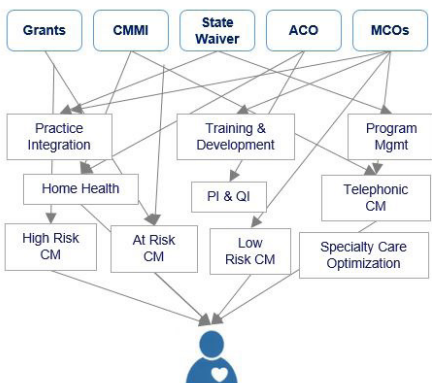 Grants
CMMI
State
Waiver
ACO
MCOs
Practice
Integration
Training &
Development
Program
Mgmt
Home Health
PI & QI
Telephonic
CM
High Risk
CM
At Risk
CM
Low
Risk CM
Specialty Care
Optimization